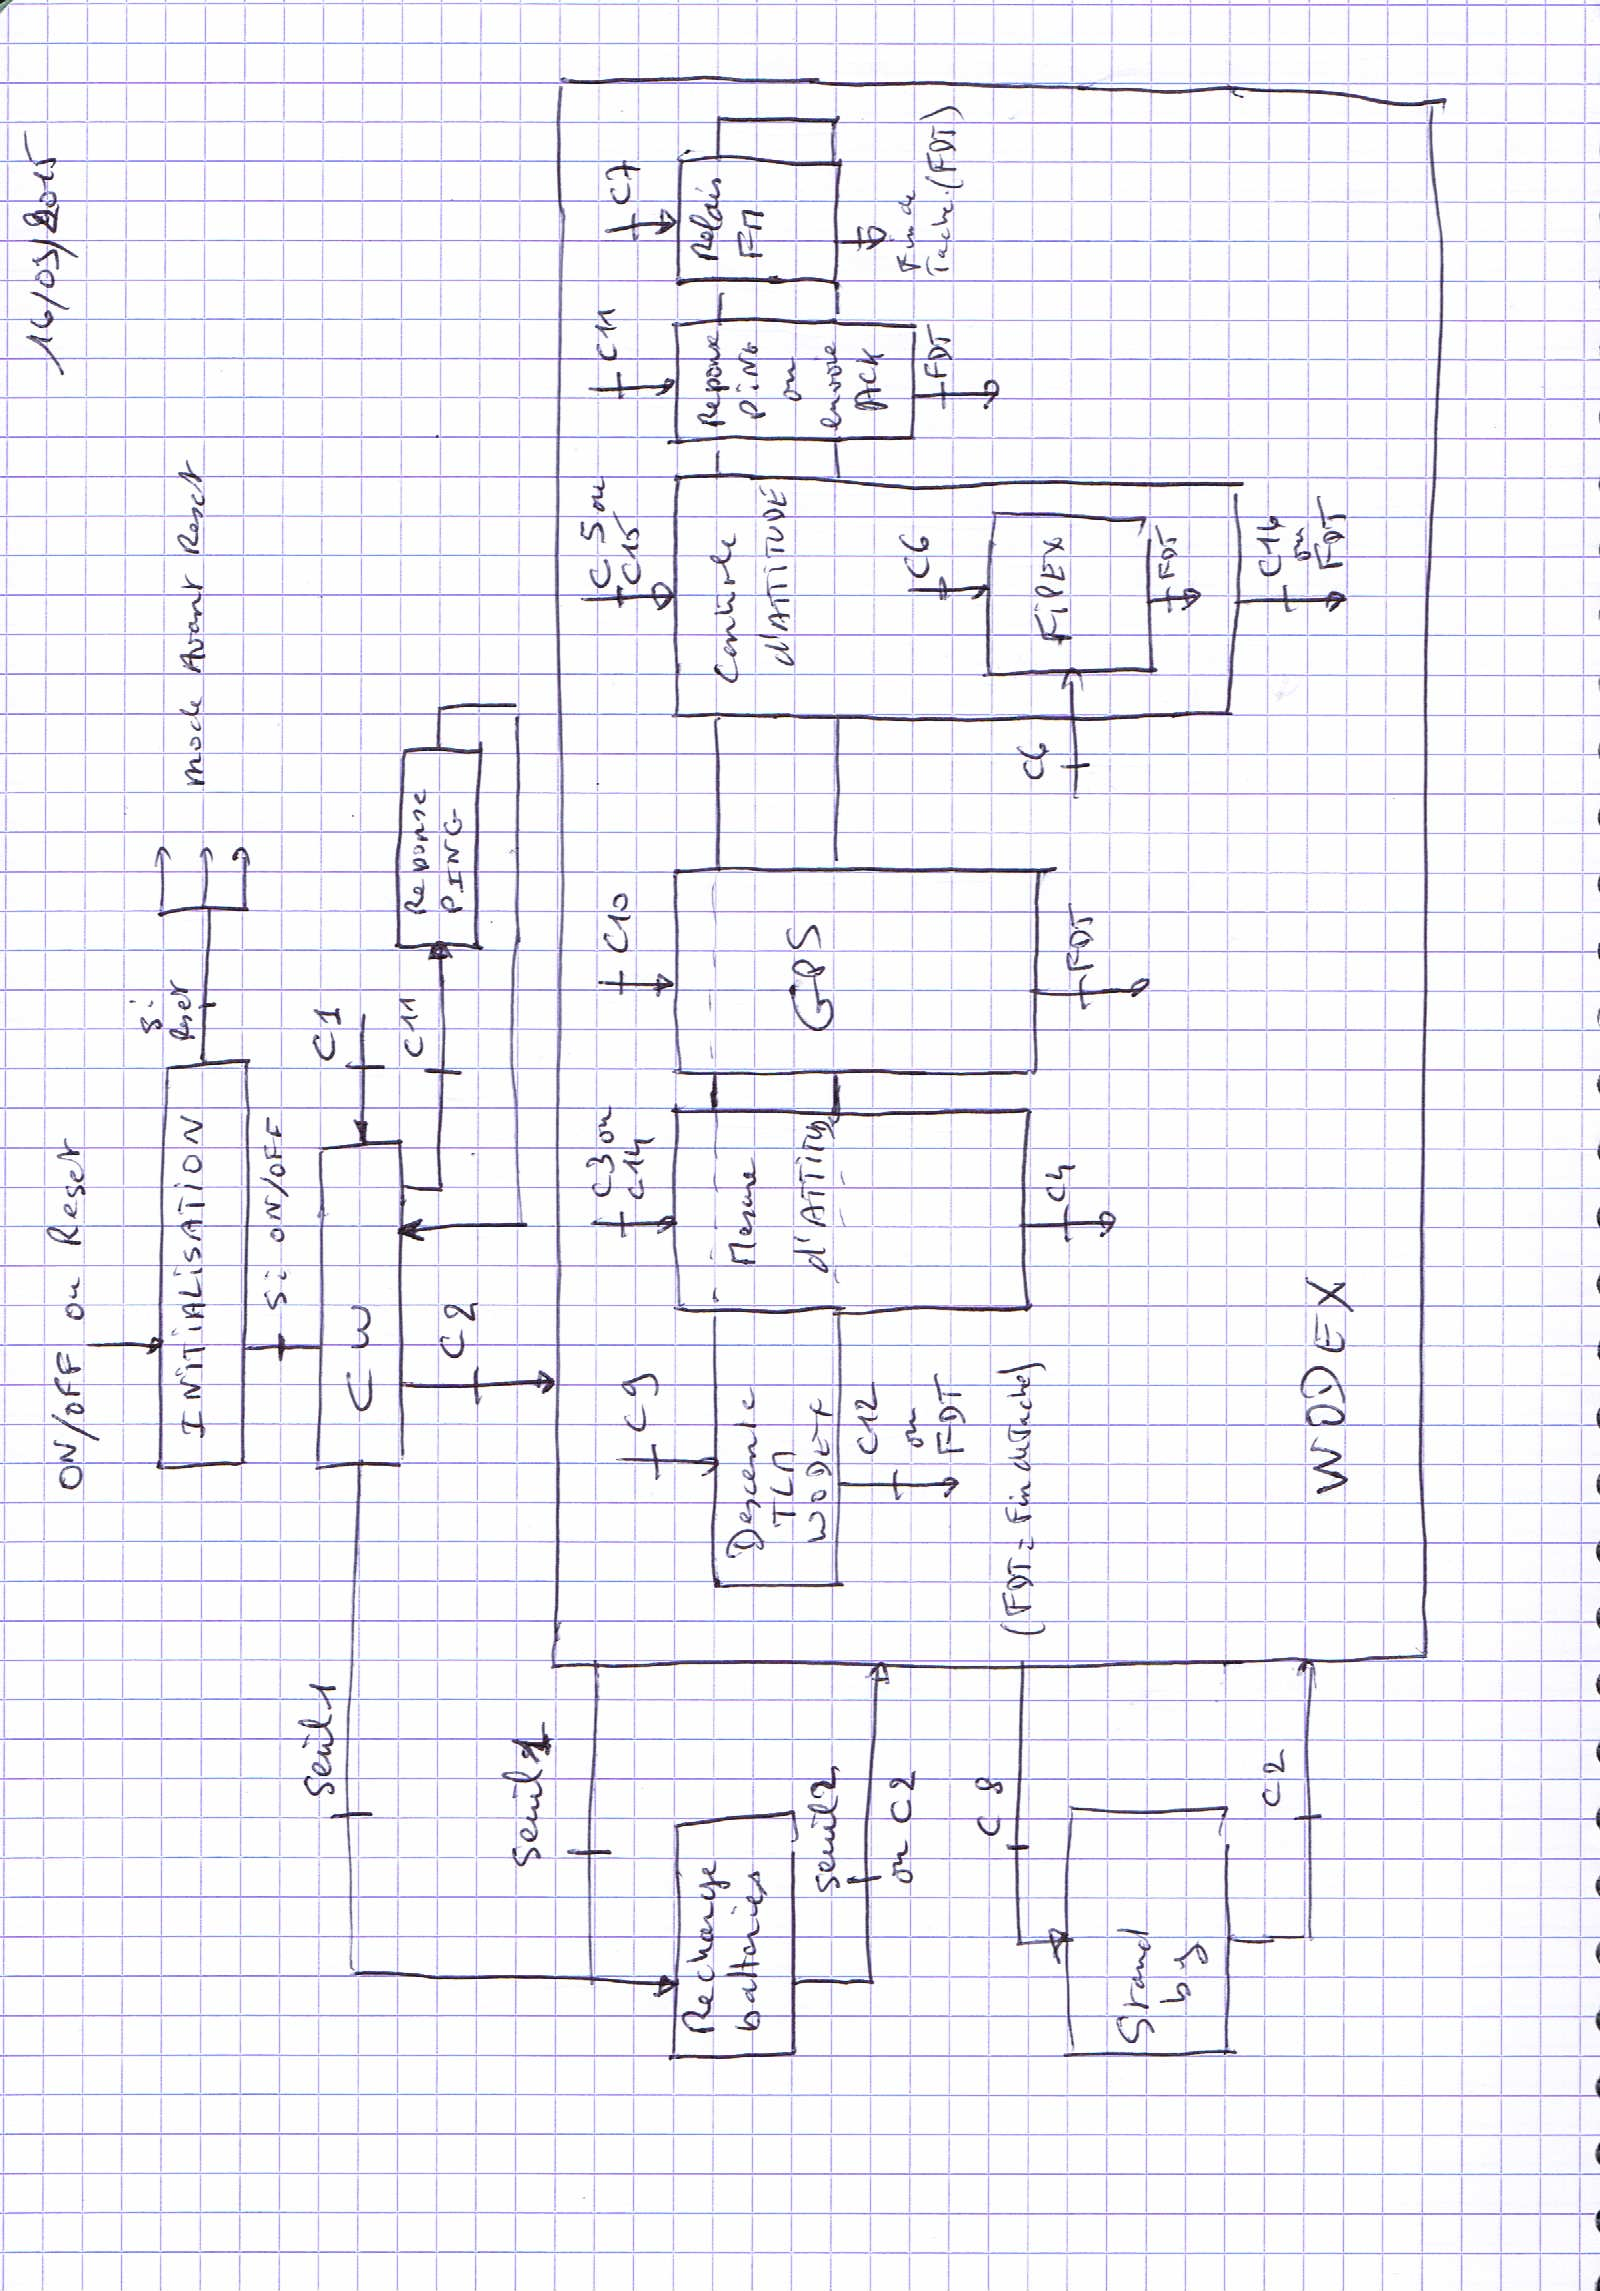 16/03/2015
ON/OFF ou Reset
INITIALISATION
Si
Reset
mode Avant Reset
Si ON/OFF
CW
C1
C11
Reponse
PING
C2
Seuil 1
Seuil 1
Recharge
batteries
Seuil 2
ou C2
C8
Stand
by
C2
C9
Descente
TLM
WODEX
C12
ou
FDT
(FDT = Fin de Tache)
C3 ou
C14
Mesure
d'ATTITUDE
C4
C10
GPS
FDT
C5 ou
C15
Controle
d'ATTITUDE
C6
C6
FiPEX
FDT
C16
ou
FDT
C11
Reponse
PiNG
ou
envoie
ACK
FDT
C7
Relais
FM
Fin de
Tache (FDT)
WODEX